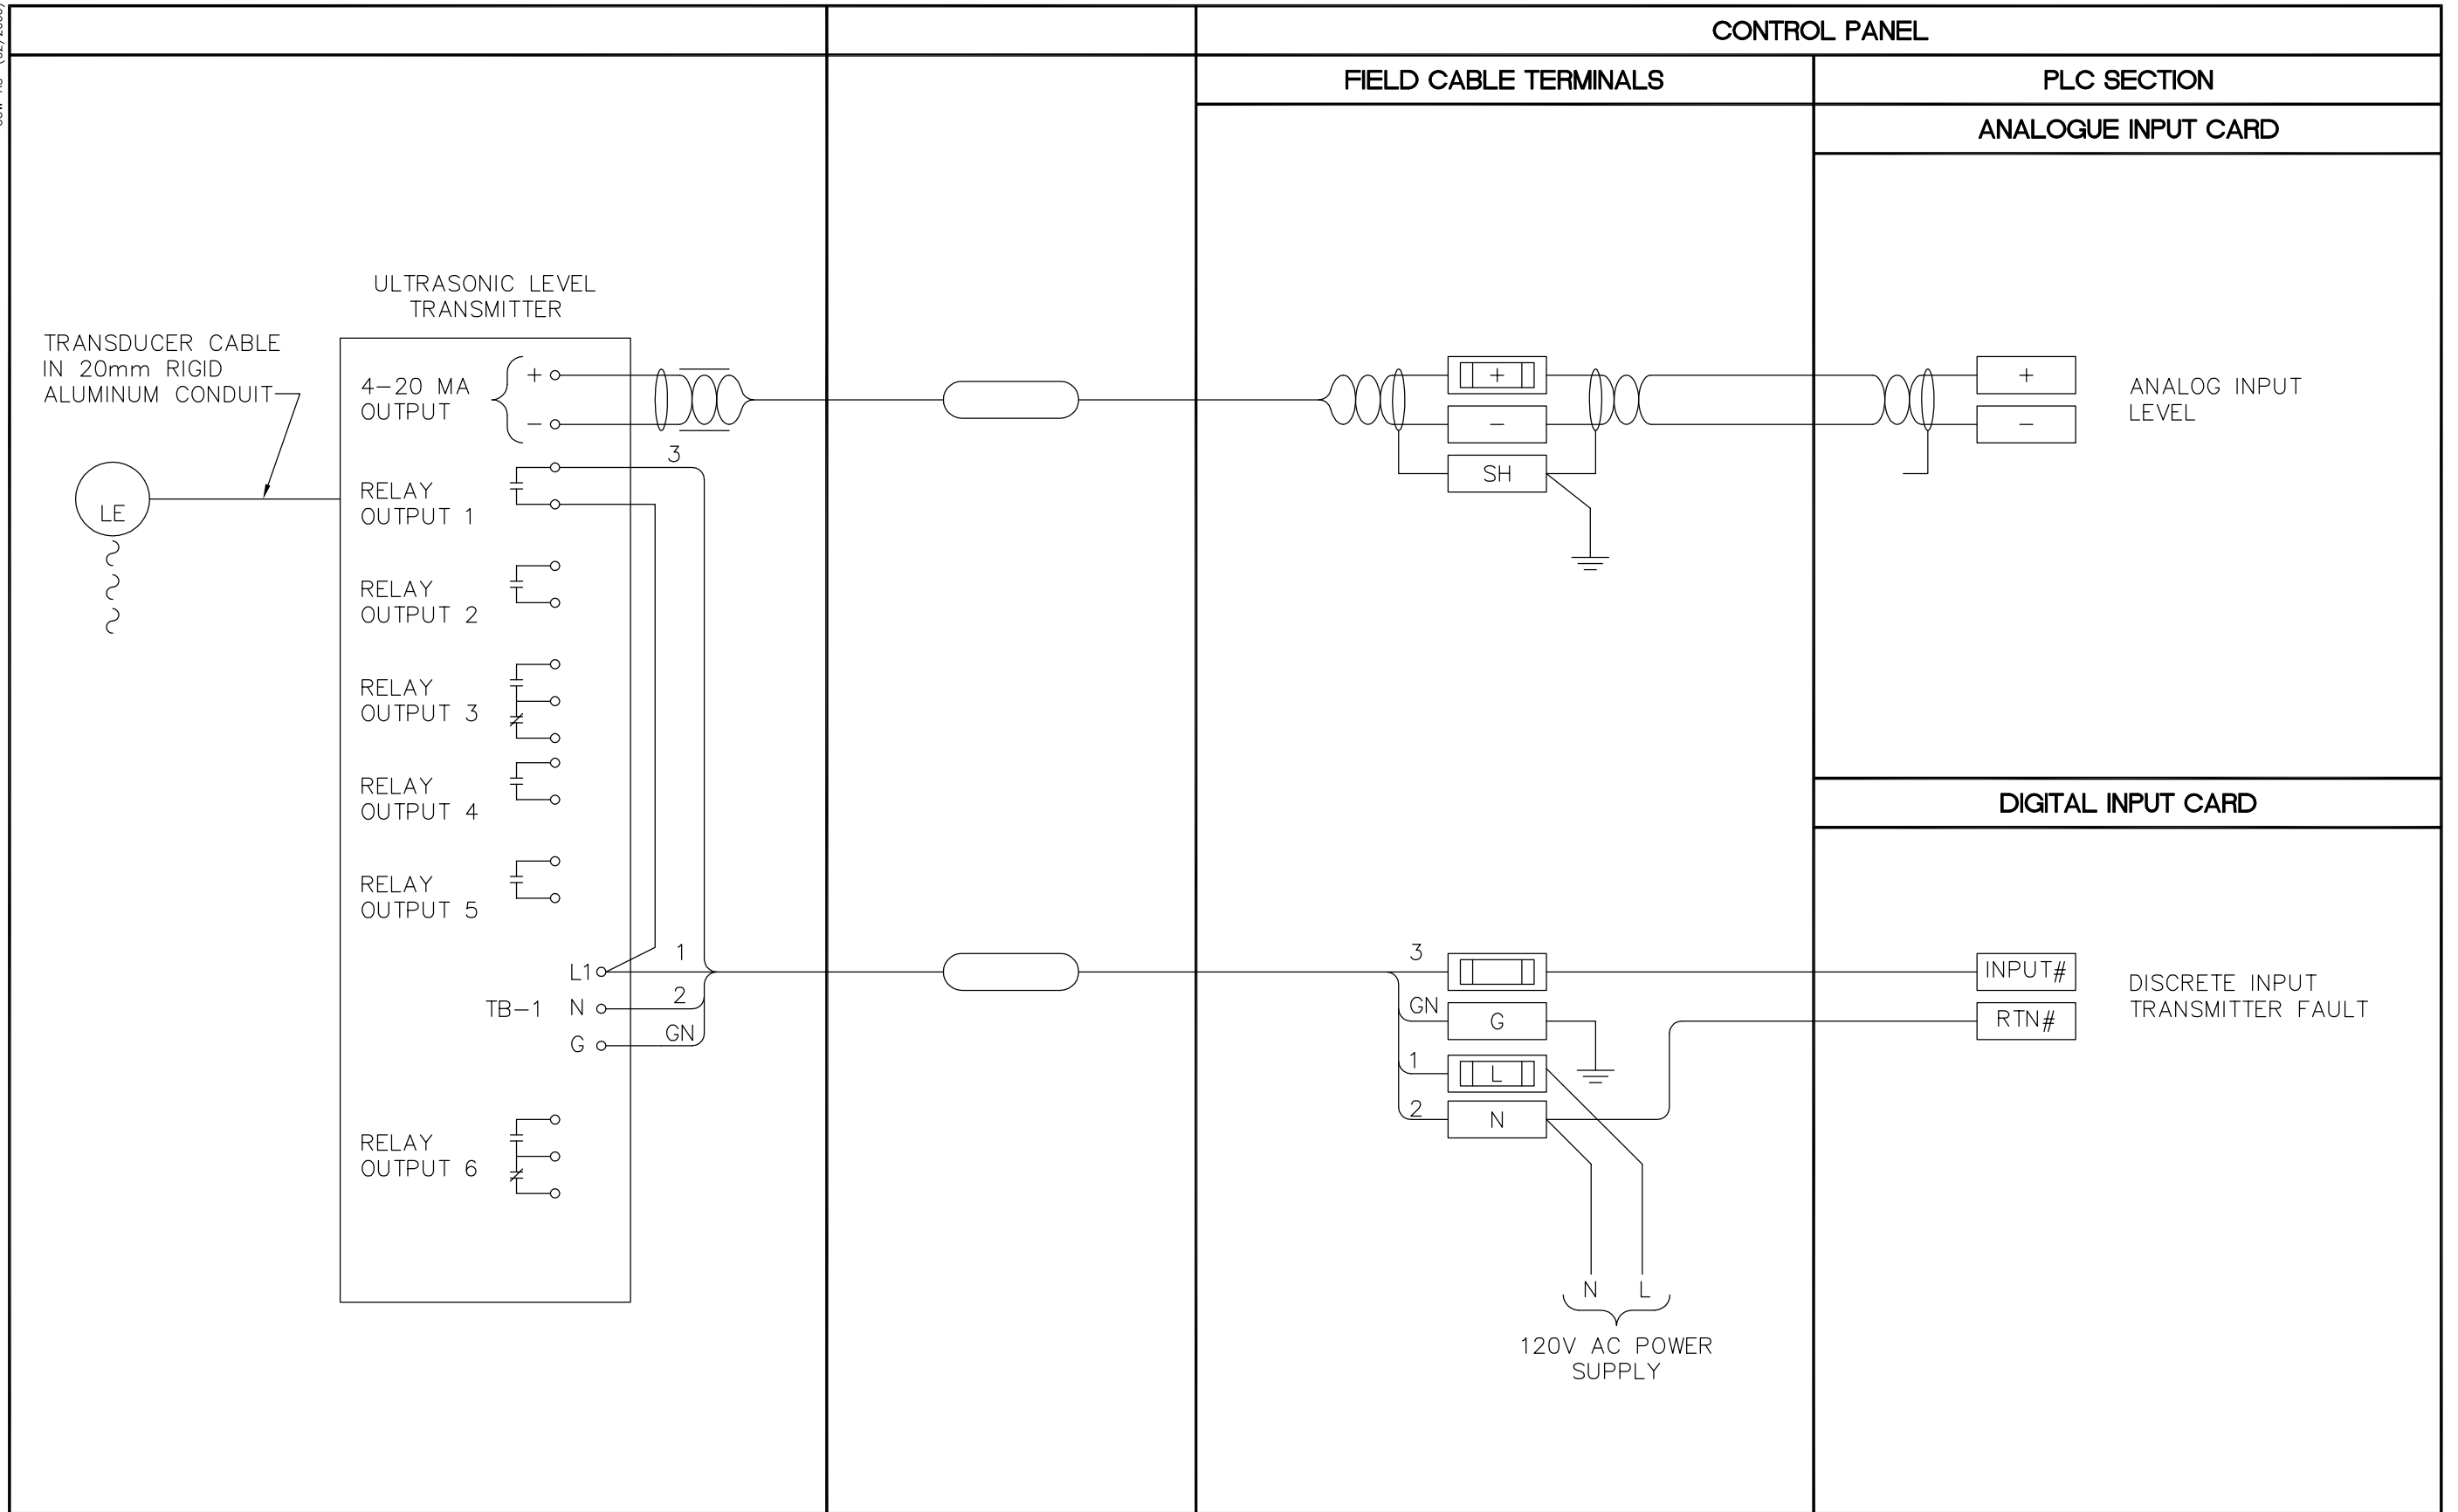 CONTROL PANEL
FIELD CABLE TERMINALS
PLC SECTION
ANALOGUE INPUT CARD
ULTRASONIC LEVEL
TRANSMITTER
TRANSDUCER CABLE
IN 20mm RIGID
ALUMINUM CONDUIT
LE
4-20 MA
OUTPUT
+
-
3
RELAY
OUTPUT 1
RELAY
OUTPUT 2
RELAY
OUTPUT 3
RELAY
OUTPUT 4
RELAY
OUTPUT 5
L1
1
TB-1
N
2
G
GN
RELAY
OUTPUT 6
+
-
SH
+
-
ANALOG INPUT
LEVEL
DIGITAL INPUT CARD
3
GN
G
1
L
2
N
INPUT#
RTN#
DISCRETE INPUT
TRANSMITTER FAULT
N
L
120V AC POWER
SUPPLY